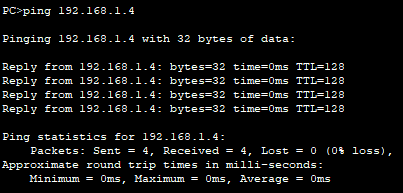 PC>ping 192.168.1.4
Pinging 192.168.1.4 with 32 bytes of data:
Reply from 192.168.1.4: bytes=32 time=0ms TTL=128
Reply from 192.168.1.4: bytes=32 time=0ms TTL=128
Reply from 192.168.1.4: bytes=32 time=0ms TTL=128
Reply from 192.168.1.4: bytes=32 time=0ms TTL=128
Ping statistics for 192.168.1.4:
    Packets: Sent = 4, Received = 4, Lost = 0 (0% loss),
Approximate round trip times in milli-seconds:
    Minimum = 0ms, Maximum = 0ms, Average = 0ms